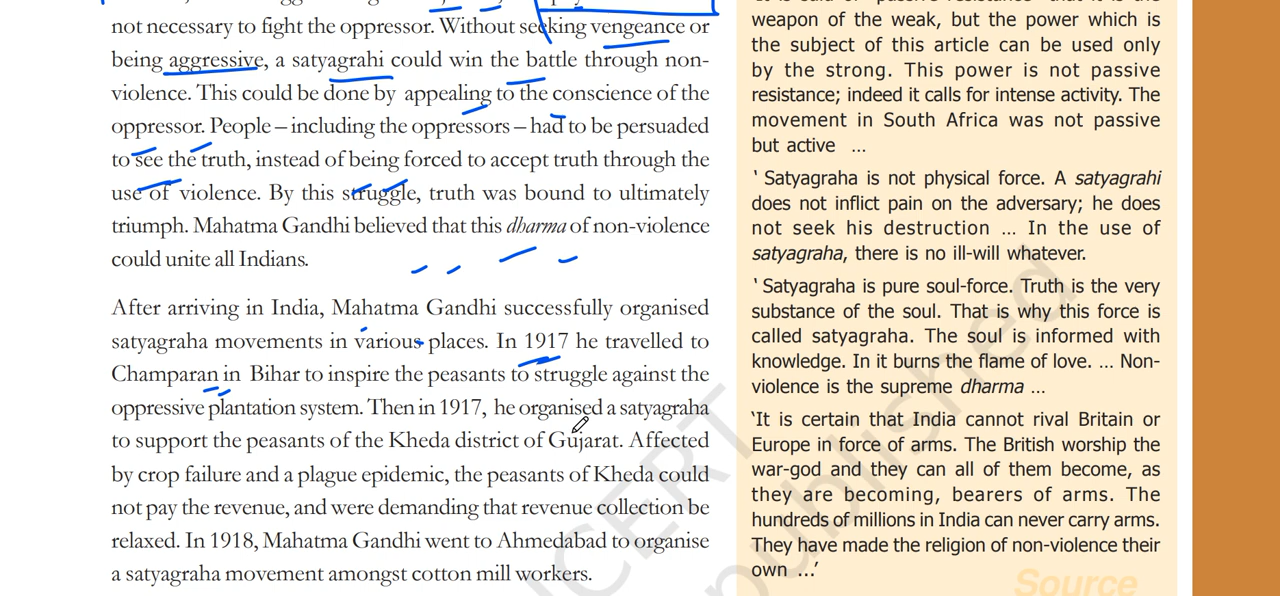 not necessary to fight the oppressor. Without seeking vengeance or
being aggressive, a satyagrahi could win the battle through non-
violence. This could be done by appealing to the conscience of the
oppressor. People – including the oppressors – had to be persuaded
to see the truth, instead of being forced to accept truth through the
use of violence. By this struggle, truth was bound to ultimately
triumph. Mahatma Gandhi believed that this dharma of non-violence
could unite all Indians.
After arriving in India, Mahatma Gandhi successfully organised
satyagraha movements in various places. In 1917 he travelled to
Champaran in Bihar to inspire the peasants to struggle against the
oppressive plantation system. Then in 1917, he organised a satyagraha
to support the peasants of the Kheda district of Gujarat. Affected
by crop failure and a plague epidemic, the peasants of Kheda could
not pay the revenue, and were demanding that revenue collection be
relaxed. In 1918, Mahatma Gandhi went to Ahmedabad to organise
a satyagraha movement amongst cotton mill workers.
weapon of the weak, but the power which is
the subject of this article can be used only
by the strong. This power is not passive
resistance; indeed it calls for intense activity. The
movement in South Africa was not passive
but active ...
‘ Satyagraha is not physical force. A satyagrahi
does not inflict pain on the adversary; he does
not seek his destruction ... In the use of
satyagraha, there is no ill-will whatever.
‘ Satyagraha is pure soul-force. Truth is the very
substance of the soul. That is why this force is
called satyagraha. The soul is informed with
knowledge. In it burns the flame of love. ... Non-
violence is the supreme dharma ...
‘It is certain that India cannot rival Britain or
Europe in force of arms. The British worship the
war-god and they can all of them become, as
they are becoming, bearers of arms. The
hundreds of millions in India can never carry arms.
They have made the religion of non-violence their
own ...’
Source
NCERT
published